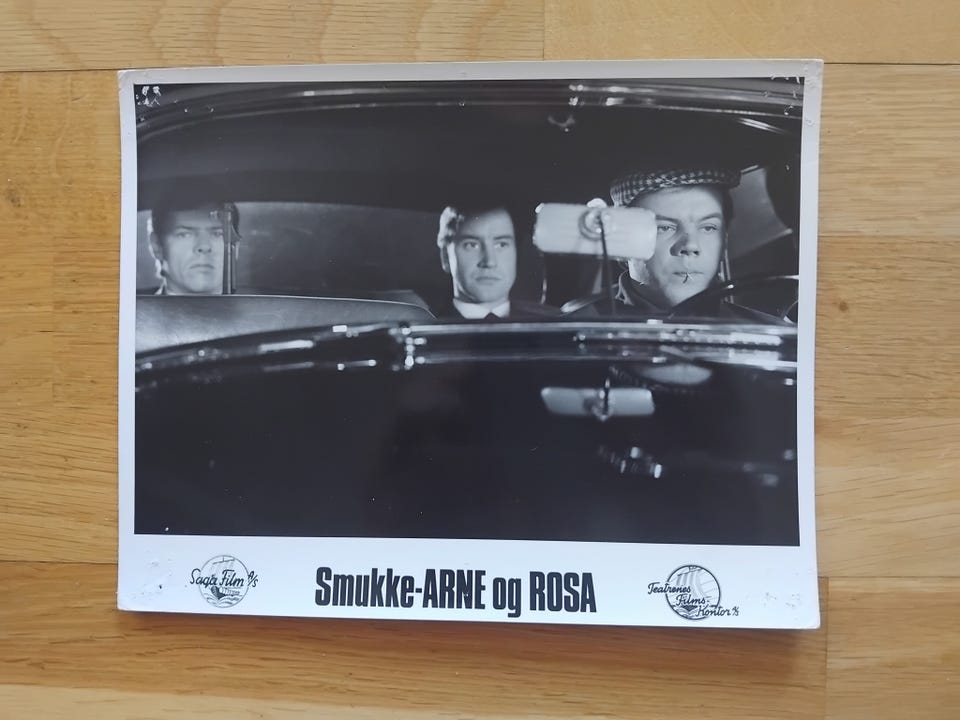 Saga Film A/S
Smukke-ARNE og ROSA
Teatrenes
Films-
Kontor A/S